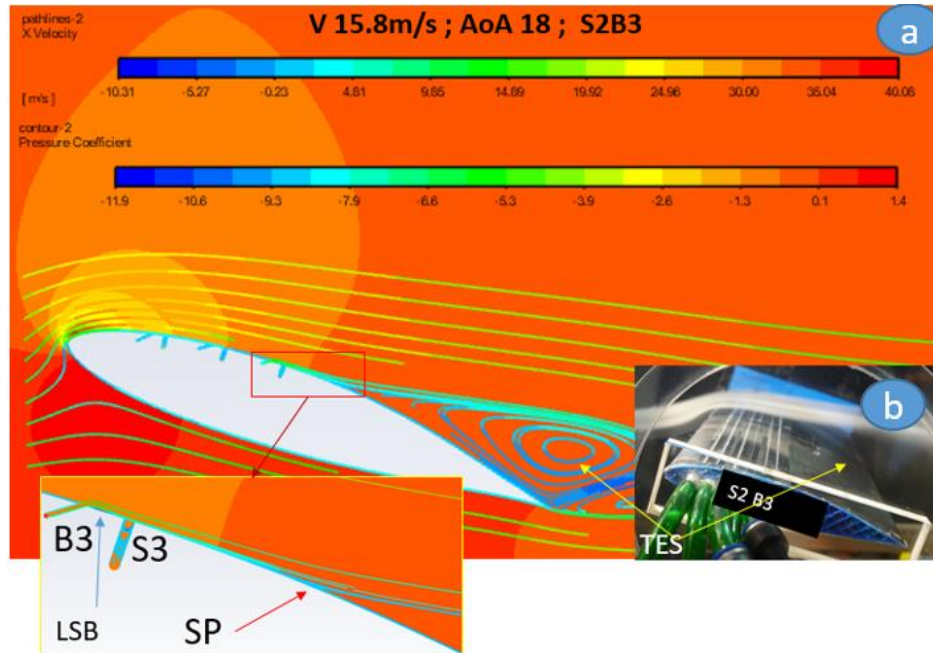 pathlines-2
X Velocity
V 15.8m/s ; AoA 18 ; S2B3
a
-10.31 -5.27 -0.23 4.81 9.85 14.89 19.92 24.96 30.00 35.04 40.08
[ m/s ]
contour-2
Pressure Coefficient
-11.9 -10.6 -9.3 -7.9 -6.6 -5.3 -3.9 -2.6 -1.3 0.1 1.4
b
S2 B3
TES
B3
S3
LSB
SP